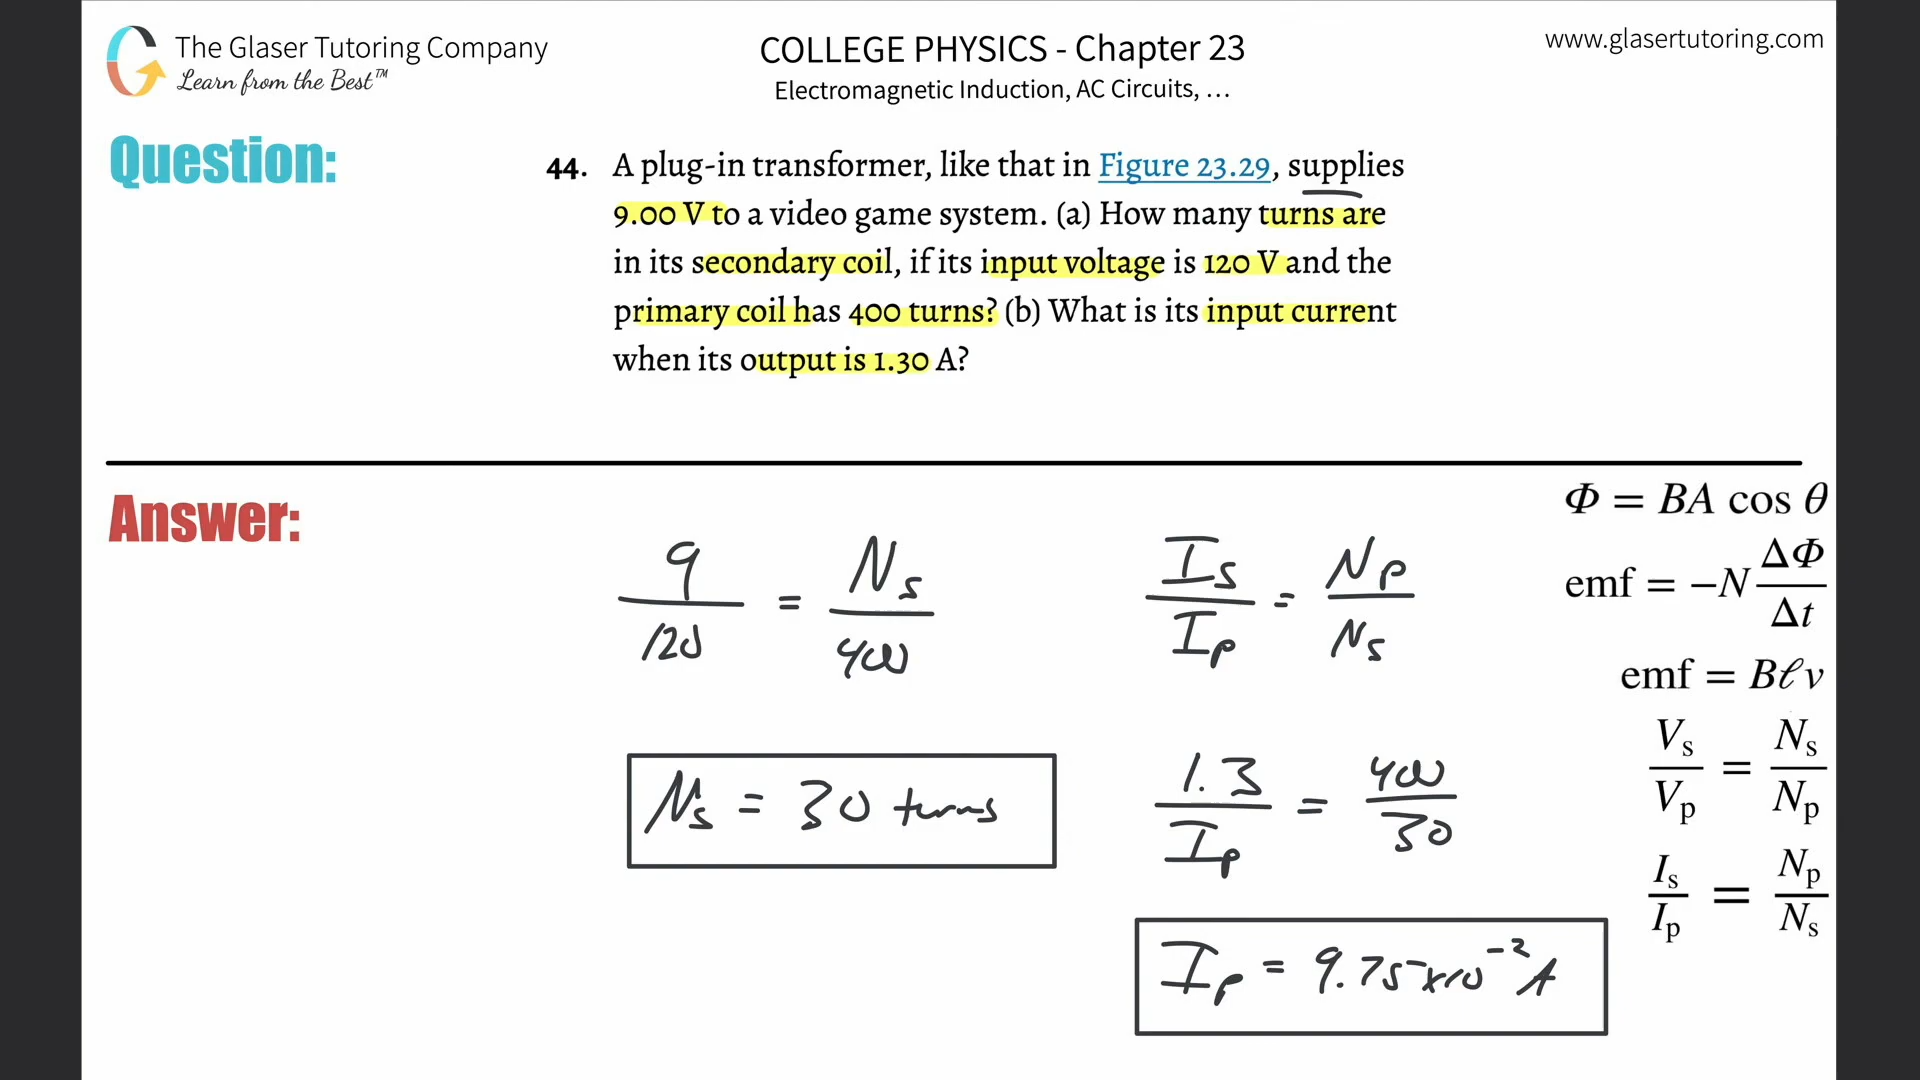 The Glaser Tutoring Company
Learn from the Best™
COLLEGE PHYSICS - Chapter 23
Electromagnetic Induction, AC Circuits, …
www.glasertutoring.com
Question:
44. A plug-in transformer, like that in Figure 23.29, supplies
9.00 V to a video game system. (a) How many turns are
in its secondary coil, if its input voltage is 120 V and the
primary coil has 400 turns? (b) What is its input current
when its output is 1.30 A?
Answer:
9/120 = Ns/400
Ns = 30 turns
Is/Ip = Np/Ns
1.3/Ip = 400/30
Ip = 9.75 x10⁻² A
Φ = BA cos θ
emf = −N ΔΦ/Δt
emf = Bℓv
Vs/Vp = Ns/Np
Is/Ip = Np/Ns